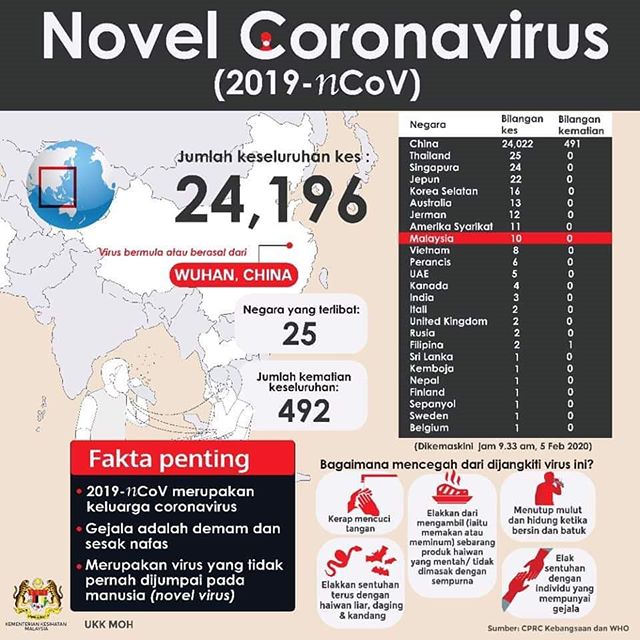 Novel Coronavirus
(2019-nCoV)
Jumlah keseluruhan kes :
24,196
Virus bermula atau berasal dari
WUHAN, CHINA
Negara yang terlibat:
25
Jumlah kematian
keseluruhan:
492
Negara Bilangan kes Bilangan kematian
China 24,022 491
Thailand 25 0
Singapura 24 0
Jepun 22 0
Korea Selatan 16 0
Australia 13 0
Jerman 12 0
Amerika Syarikat 11 0
Malaysia 10 0
Vietnam 8 0
Perancis 6 0
UAE 5 0
Kanada 4 0
India 3 0
Itali 2 0
United Kingdom 2 0
Rusia 2 0
Filipina 2 1
Sri Lanka 1 0
Kemboja 1 0
Nepal 1 0
Finland 1 0
Sepanyol 1 0
Sweden 1 0
Belgium 1 0
(Dikemaskini jam 9.33 am, 5 Feb 2020)
Fakta penting
• 2019-nCoV merupakan
keluarga coronavirus
• Gejala adalah demam dan
sesak nafas
• Merupakan virus yang tidak
pernah dijumpai pada
manusia (novel virus)
Bagaimana mencegah dari dijangkiti virus ini?
Kerap mencuci
tangan
Elakkan dari
mengambil (iaitu
memakan atau
meminum) sebarang
produk haiwan
yang mentah/ tidak
dimasak dengan
sempurna
Menutup mulut
dan hidung ketika
bersin dan batuk
Elakkan sentuhan
terus dengan
haiwan liar, daging
& kandang
Elak
sentuhan
dengan
individu yang
mempunyai
gejala
KEMENTERIAN KESIHATAN
MALAYSIA
UKK MOH
Sumber: CPRC Kebangsaan dan WHO